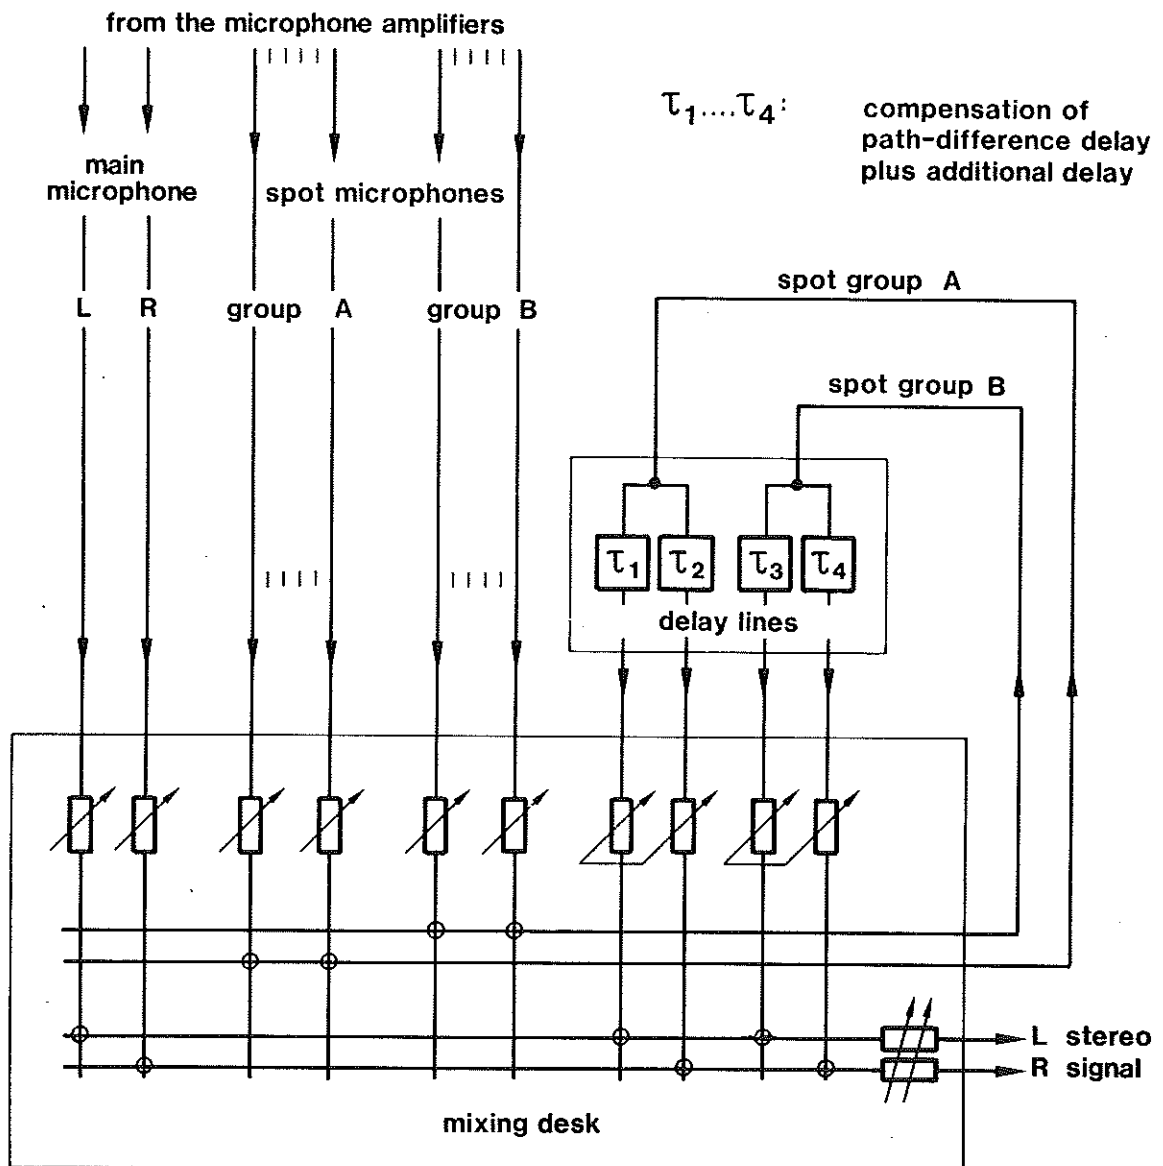 from the microphone amplifiers
τ1....τ4: compensation of
path-difference delay
plus additional delay
main
microphone
spot microphones
L R group A group B
spot group A
spot group B
τ1 τ2 τ3 τ4
delay lines
L stereo
R signal
mixing desk